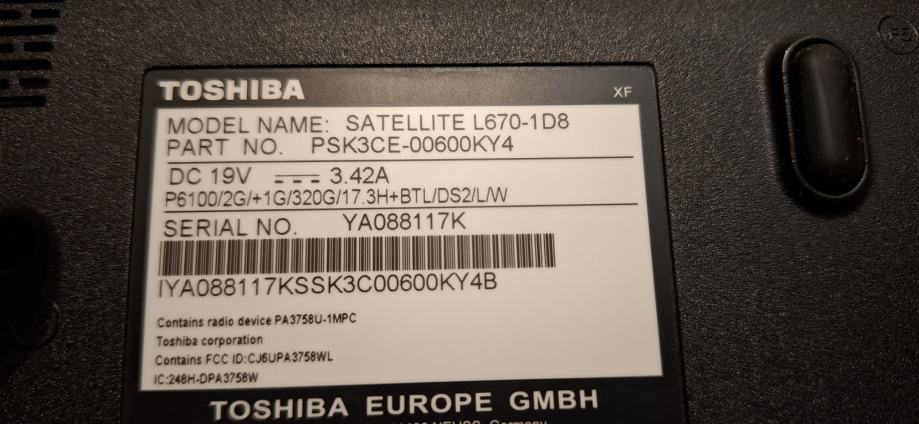 TOSHIBA XF
MODEL NAME: SATELLITE L670-1D8
PART NO. PSK3CE-00600KY4
DC 19V 3.42A
P6100/2G/+1G/320G/17.3H+BTL/DS2/L/W
SERIAL NO. YA088117K
IYA088117KSSK3C00600KY4B
Contains radio device PA3758U-1MPC
Toshiba corporation
Contains FCC ID:CJ6UPA3758WL
IC:248H-DPA3758W
TOSHIBA EUROPE GMBH